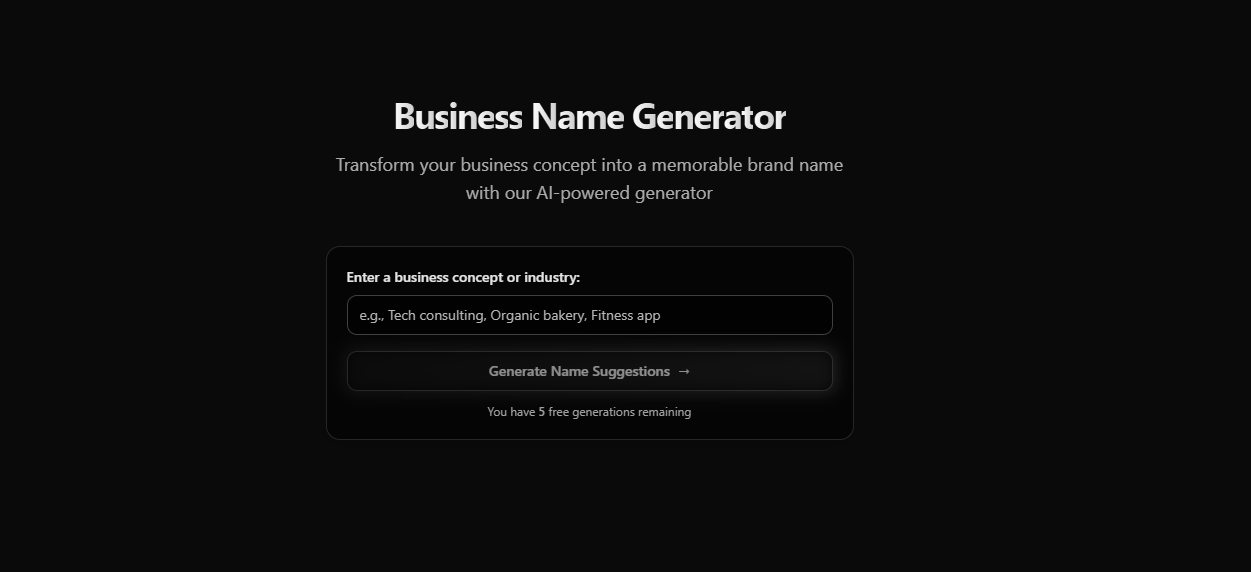 Business Name Generator
Transform your business concept into a memorable brand name
with our AI-powered generator
Enter a business concept or industry:
e.g., Tech consulting, Organic bakery, Fitness app
Generate Name Suggestions →
You have 5 free generations remaining